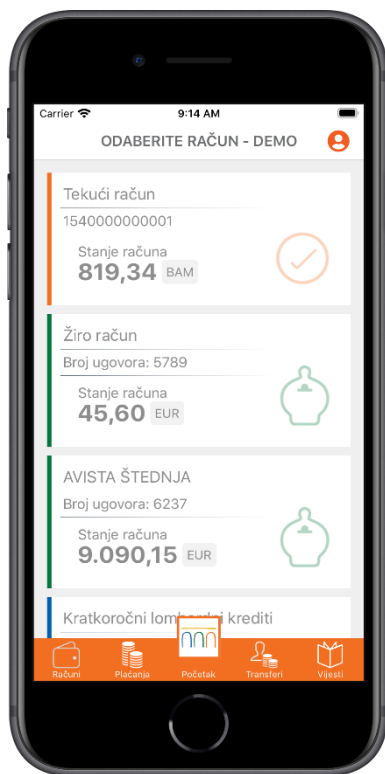 Carrier
9:14 AM
ODABERITE RAČUN - DEMO
Tekući račun
1540000000001
Stanje računa
819,34 BAM
Žiro račun
Broj ugovora: 5789
Stanje računa
45,60 EUR
AVISTA ŠTEDNJA
Broj ugovora: 6237
Stanje računa
9.090,15 EUR
Kratkoročni lombardni krediti
Računi
Plaćanja
Početak
Transferi
Vijesti